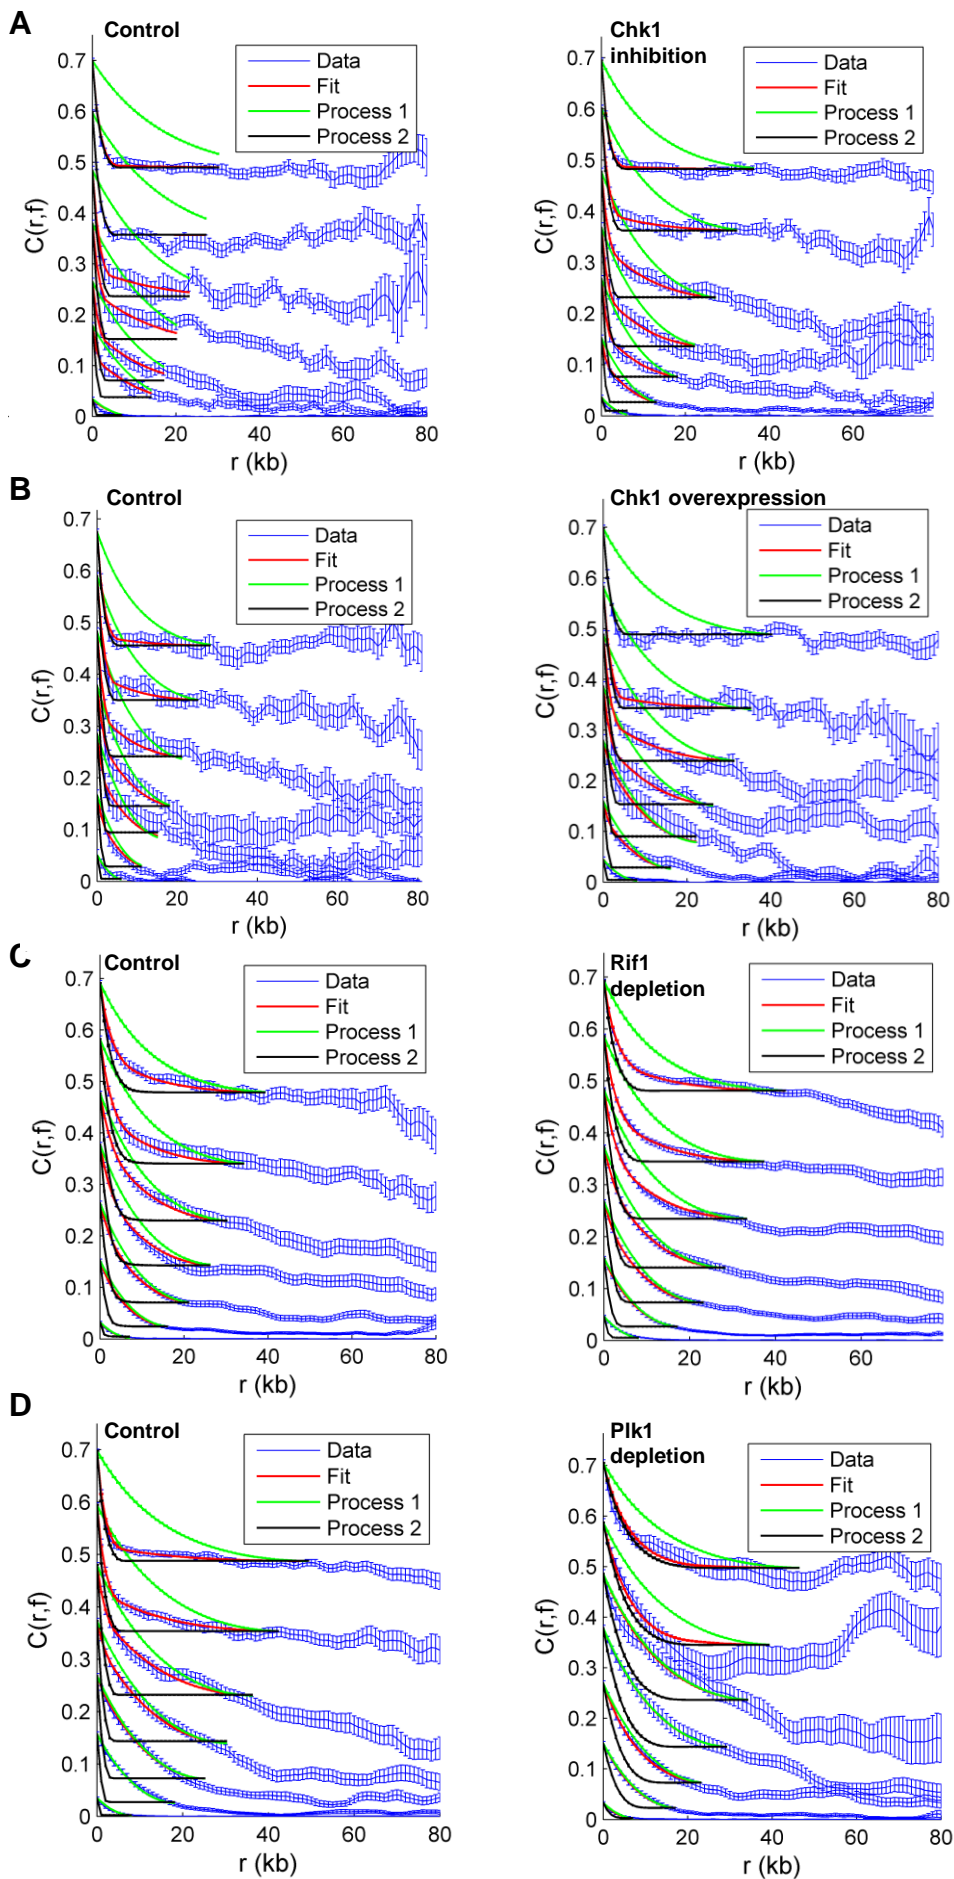 A
Control
Chk1
inhibition
Data
Fit
Process 1
Process 2
Data
Fit
Process 1
Process 2
C(r,f)
0.7
0.6
0.5
0.4
0.3
0.2
0.1
0
0 20 40 60 80
r (kb)
C(r,f)
0.7
0.6
0.5
0.4
0.3
0.2
0.1
0
0 20 40 60
r (kb)
B
Control
Chk1 overexpression
Data
Fit
Process 1
Process 2
Data
Fit
Process 1
Process 2
C(r,f)
0.7
0.6
0.5
0.4
0.3
0.2
0.1
0
0 20 40 60 80
r (kb)
C(r,f)
0.7
0.6
0.5
0.4
0.3
0.2
0.1
0
0 20 40 60 80
r (kb)
C
Control
Rif1
depletion
Data
Fit
Process 1
Process 2
Data
Fit
Process 1
Process 2
C(r,f)
0.7
0.6
0.5
0.4
0.3
0.2
0.1
0
0 20 40 60 80
r (kb)
C(r,f)
0.7
0.6
0.5
0.4
0.3
0.2
0.1
0
0 20 40 60
r (kb)
D
Control
Plk1
depletion
Data
Fit
Process 1
Process 2
Data
Fit
Process 1
Process 2
C(r,f)
0.7
0.6
0.5
0.4
0.3
0.2
0.1
0
0 20 40 60 80
r (kb)
C(r,f)
0.7
0.6
0.5
0.4
0.3
0.2
0.1
0
0 20 40 60 80
r (kb)